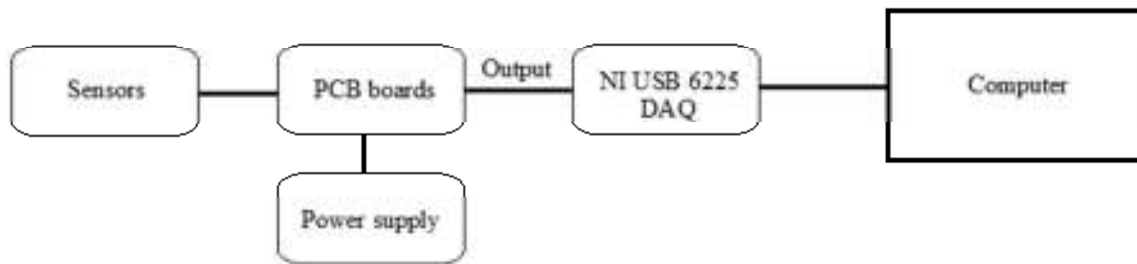 Sensors
PCB boards
Output
NI USB 6225
DAQ
Computer
Power supply